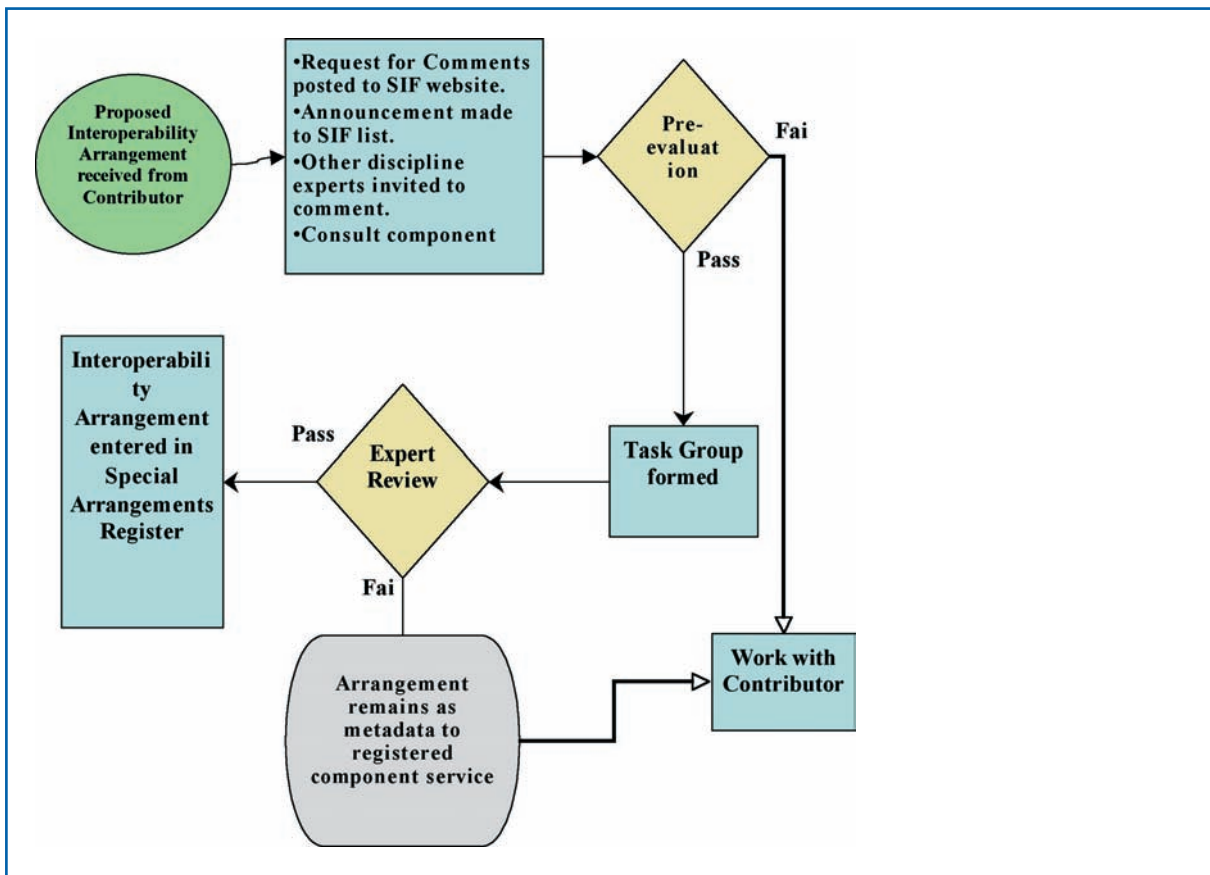 Proposed
Interoperability
Arrangement
received from
Contributor
•Request for Comments
posted to SIF website.
•Announcement made
to SIF list.
•Other discipline
experts invited to
comment.
•Consult component
Pre-
evaluat
ion
Fai
Pass
Interoperabili
ty
Arrangement
entered in
Special
Arrangements
Register
Pass
Expert
Review
Task Group
formed
Fai
Arrangement
remains as
metadata to
registered
component service
Work with
Contributor